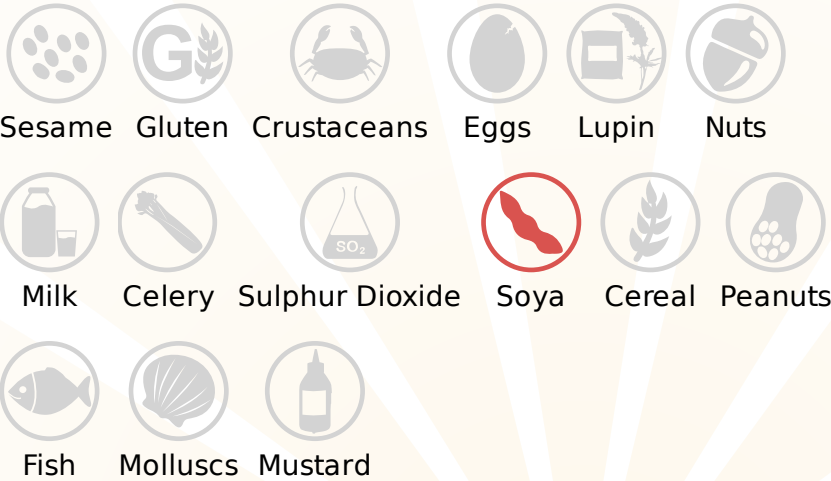 G
Sesame Gluten Crustaceans Eggs Lupin Nuts
SO₂
Milk Celery Sulphur Dioxide Soya Cereal Peanuts
Fish Molluscs Mustard